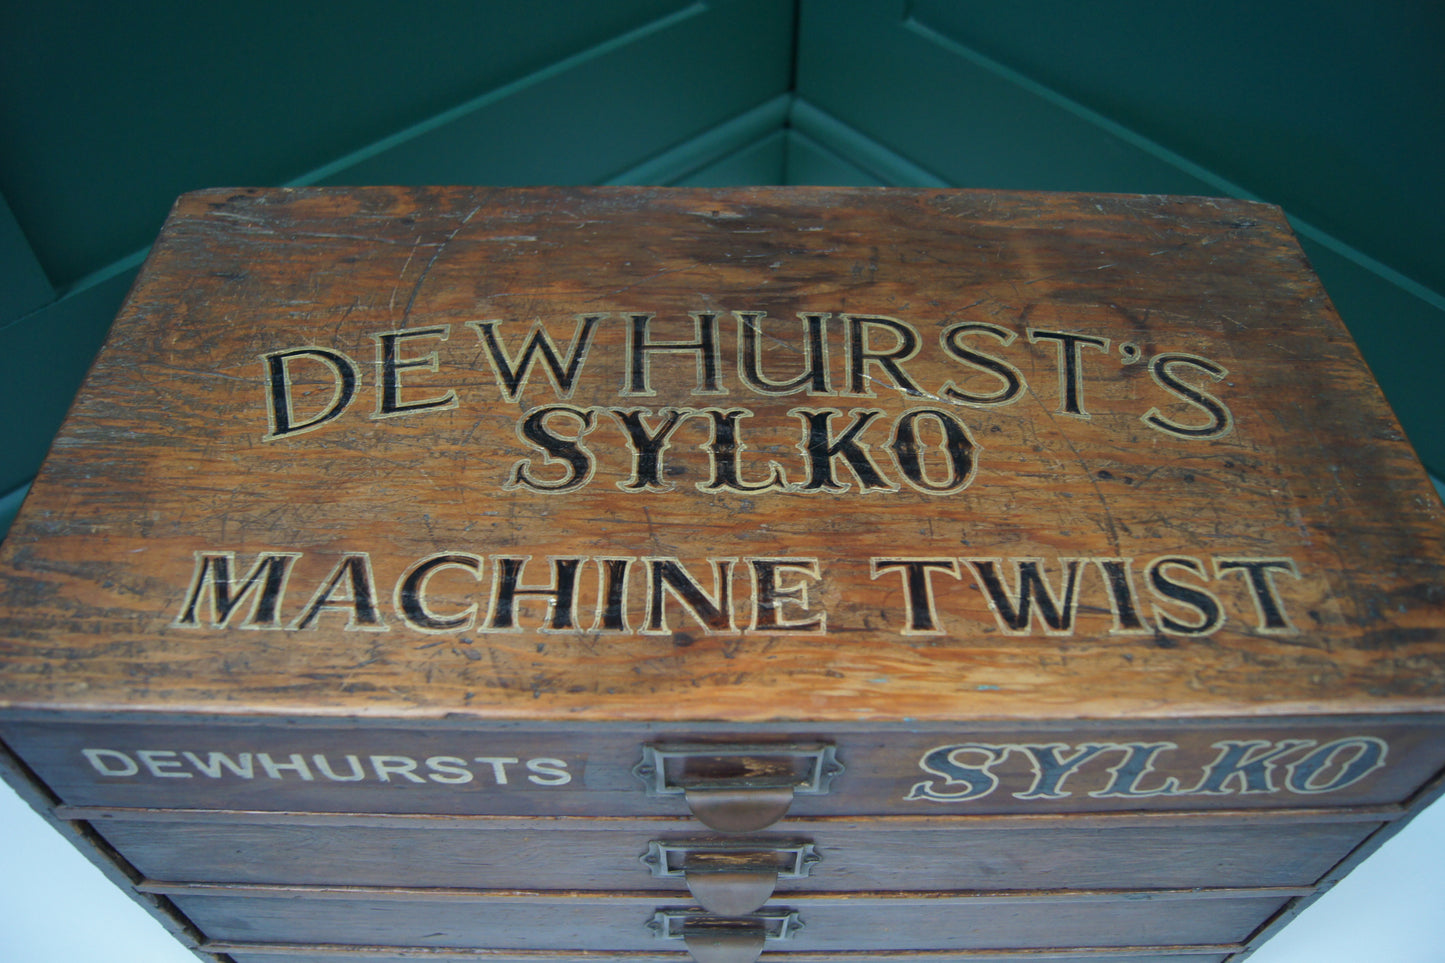 DEWHURST'S
SYLKO
MACHINE TWIST
DEWHURSTS SYLKO